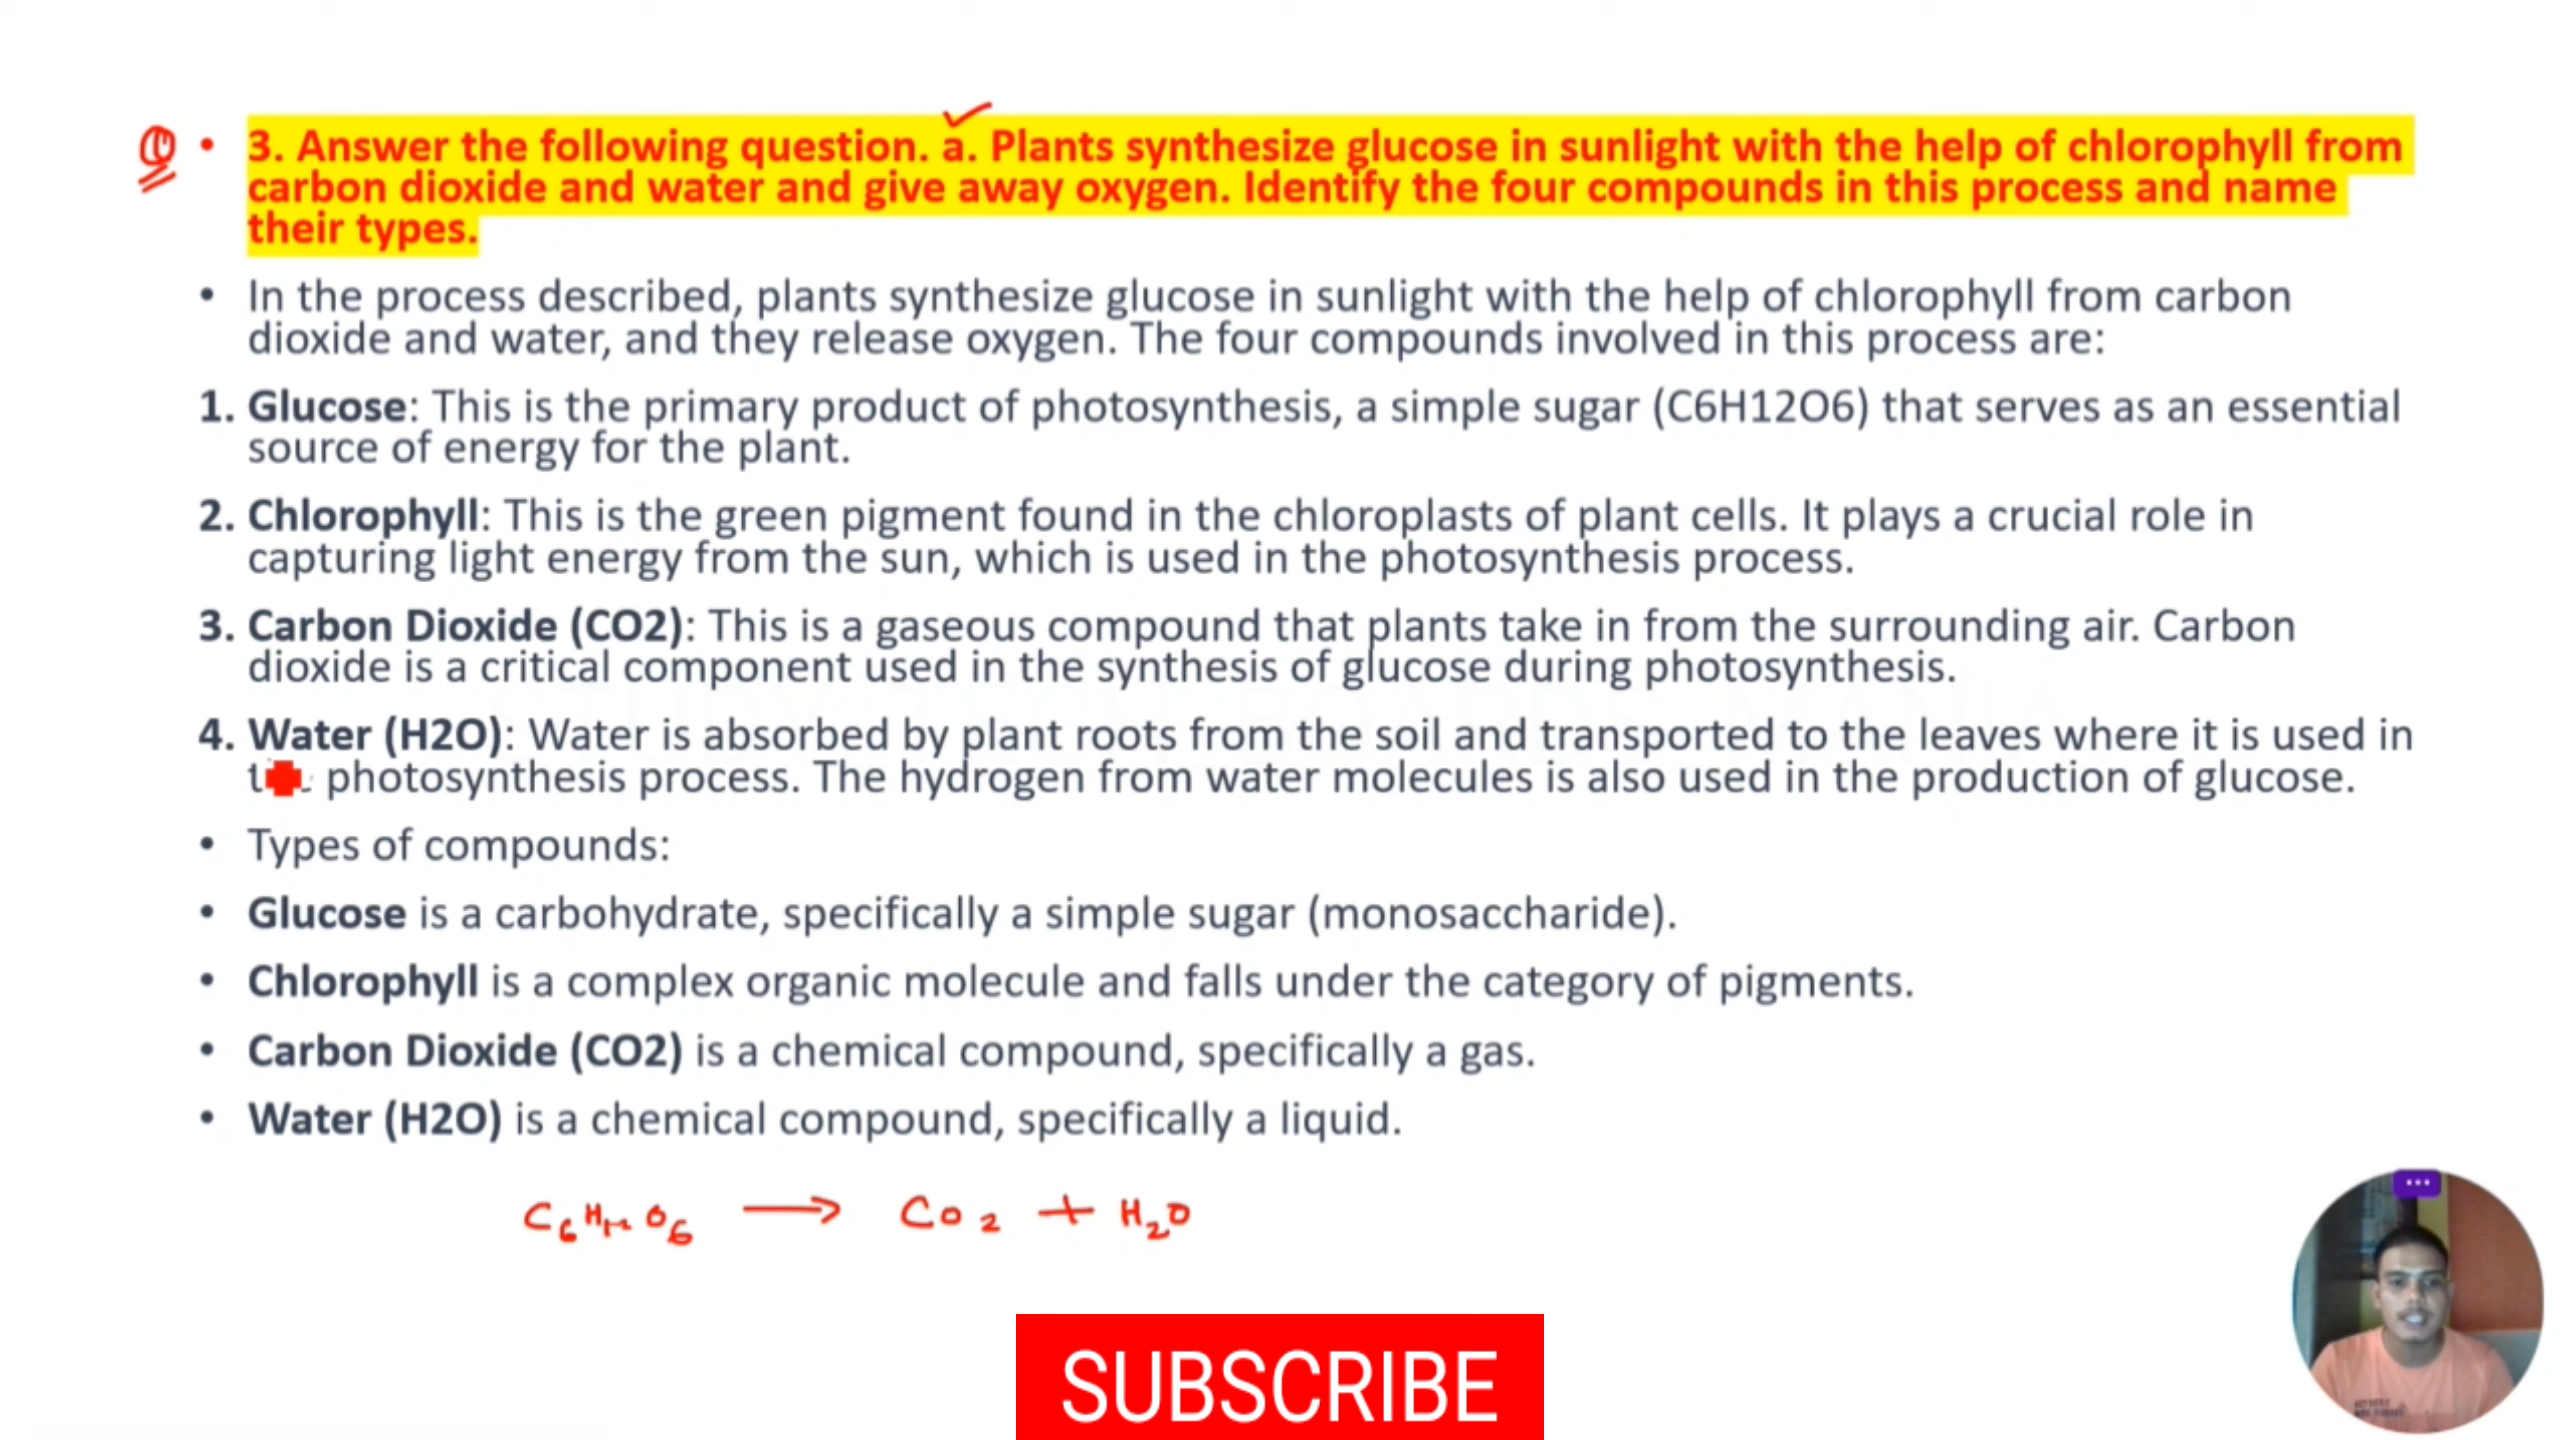 • 3. Answer the following question. a. Plants synthesize glucose in sunlight with the help of chlorophyll from
carbon dioxide and water and give away oxygen. Identify the four compounds in this process and name
their types.
• In the process described, plants synthesize glucose in sunlight with the help of chlorophyll from carbon
dioxide and water, and they release oxygen. The four compounds involved in this process are:
1. Glucose: This is the primary product of photosynthesis, a simple sugar (C6H12O6) that serves as an essential
source of energy for the plant.
2. Chlorophyll: This is the green pigment found in the chloroplasts of plant cells. It plays a crucial role in
capturing light energy from the sun, which is used in the photosynthesis process.
3. Carbon Dioxide (CO2): This is a gaseous compound that plants take in from the surrounding air. Carbon
dioxide is a critical component used in the synthesis of glucose during photosynthesis.
4. Water (H2O): Water is absorbed by plant roots from the soil and transported to the leaves where it is used in
photosynthesis process. The hydrogen from water molecules is also used in the production of glucose.
• Types of compounds:
• Glucose is a carbohydrate, specifically a simple sugar (monosaccharide).
• Chlorophyll is a complex organic molecule and falls under the category of pigments.
• Carbon Dioxide (CO2) is a chemical compound, specifically a gas.
• Water (H2O) is a chemical compound, specifically a liquid.
C6H12O6 → CO2 + H2O
SUBSCRIBE